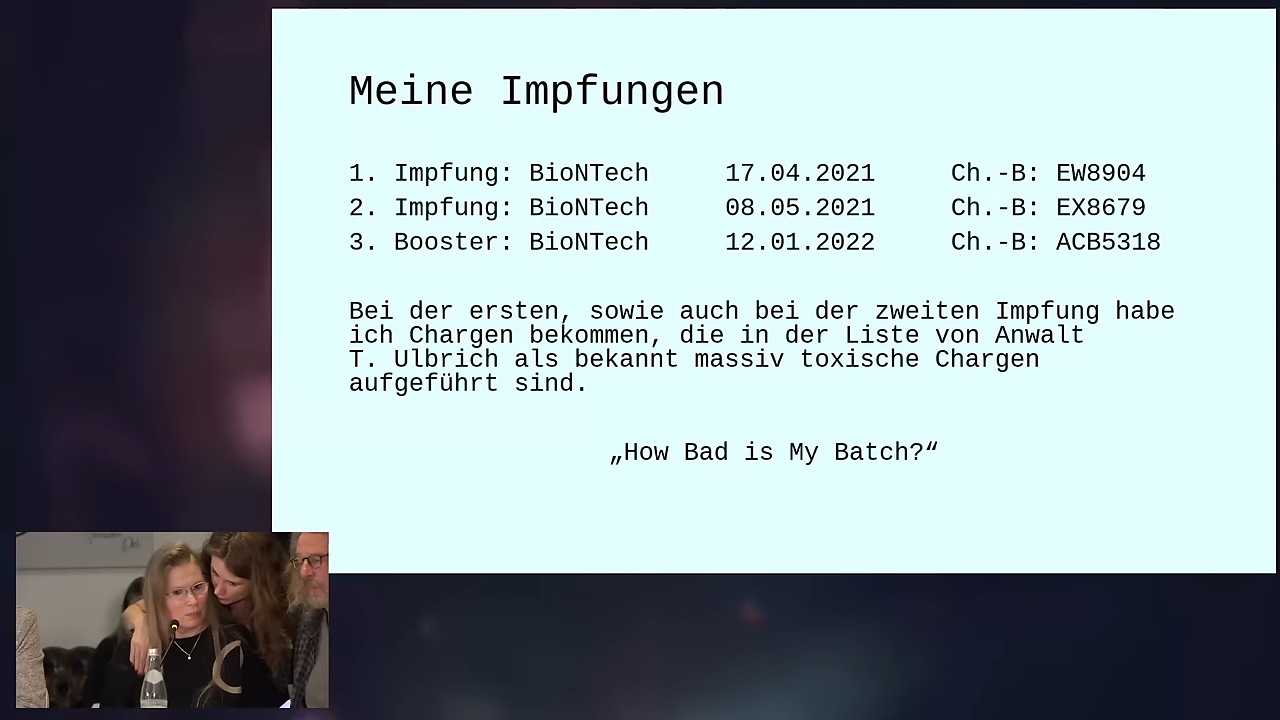 Meine Impfungen
1. Impfung: BioNTech 17.04.2021 Ch.-B: EW8904
2. Impfung: BioNTech 08.05.2021 Ch.-B: EX8679
3. Booster: BioNTech 12.01.2022 Ch.-B: ACB5318
Bei der ersten, sowie auch bei der zweiten Impfung habe
ich Chargen bekommen, die in der Liste von Anwalt
T. Ulbrich als bekannt massiv toxische Chargen
aufgeführt sind.
„How Bad is My Batch?“